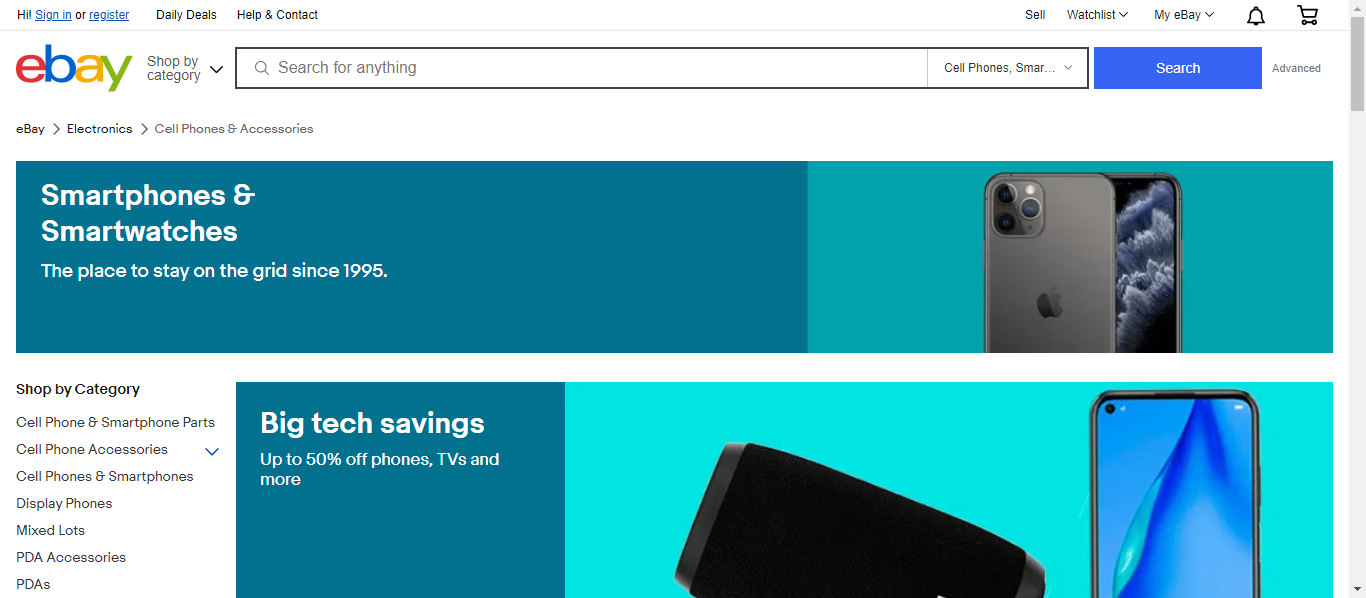 Hi! Sign in or register Daily Deals Help & Contact Sell Watchlist My eBay
ebay Shop by category Search for anything Cell Phones, Smar... Search Advanced
eBay Electronics Cell Phones & Accessories
Smartphones &
Smartwatches
The place to stay on the grid since 1995.
Shop by Category
Cell Phone & Smartphone Parts
Cell Phone Accessories
Cell Phones & Smartphones
Display Phones
Mixed Lots
PDA Accessories
PDAs
Big tech savings
Up to 50% off phones, TVs and
more